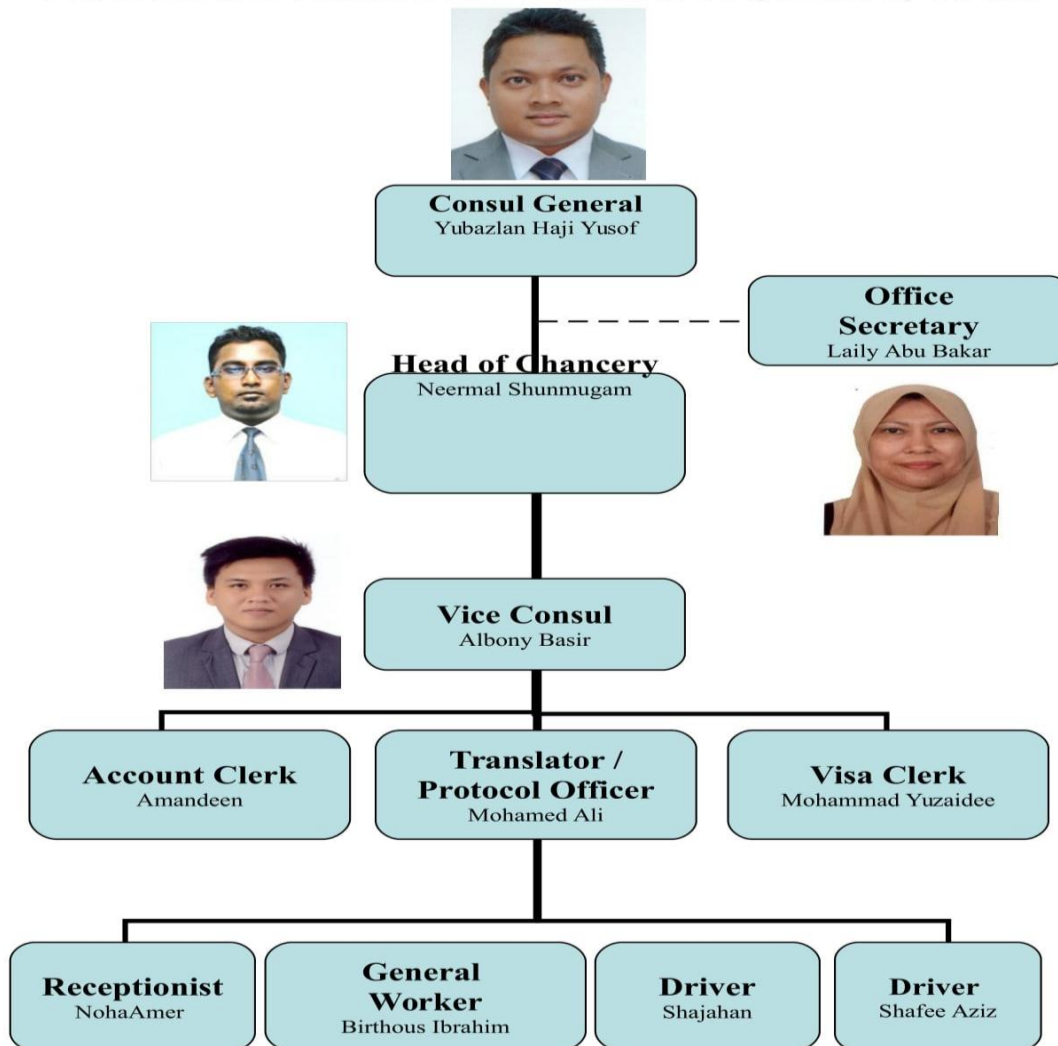 Consul General
Yubazlan Haji Yusof
Office
Secretary
Laily Abu Bakar
Head of Chancery
Neermal Shunmugam
Vice Consul
Albony Basir
Account Clerk
Amandeen
Translator /
Protocol Officer
Mohamed Ali
Visa Clerk
Mohammad Yuzaidee
Receptionist
NohaAmer
General
Worker
Birthous Ibrahim
Driver
Shajahan
Driver
Shafee Aziz